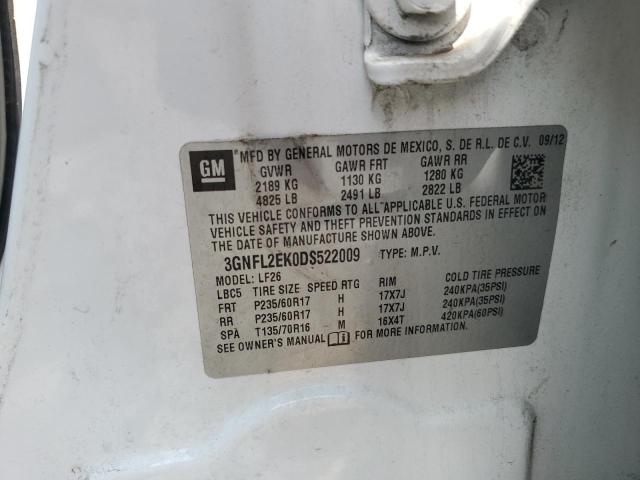 GM
*MFD BY GENERAL MOTORS DE MEXICO, S. DE R.L. DE C.V. 09/12
GVWR GAWR FRT GAWR RR
2189 KG 1130 KG 1280 KG
4825 LB 2491 LB 2822 LB
THIS VEHICLE CONFORMS TO ALL APPLICABLE U.S. FEDERAL MOTOR
VEHICLE SAFETY AND THEFT PREVENTION STANDARDS IN EFFECT ON
THE DATE OF MANUFACTURE SHOWN ABOVE.
3GNFL2EK0DS522009 TYPE: M.P.V.
MODEL: LF26
LBC5 TIRE SIZE SPEED RTG RIM COLD TIRE PRESSURE
FRT P235/60R17 H 17X7J 240KPA(35PSI)
RR P235/60R17 H 17X7J 240KPA(35PSI)
SPA T135/70R16 M 16X4T 420KPA(60PSI)
SEE OWNER'S MANUAL FOR MORE INFORMATION.